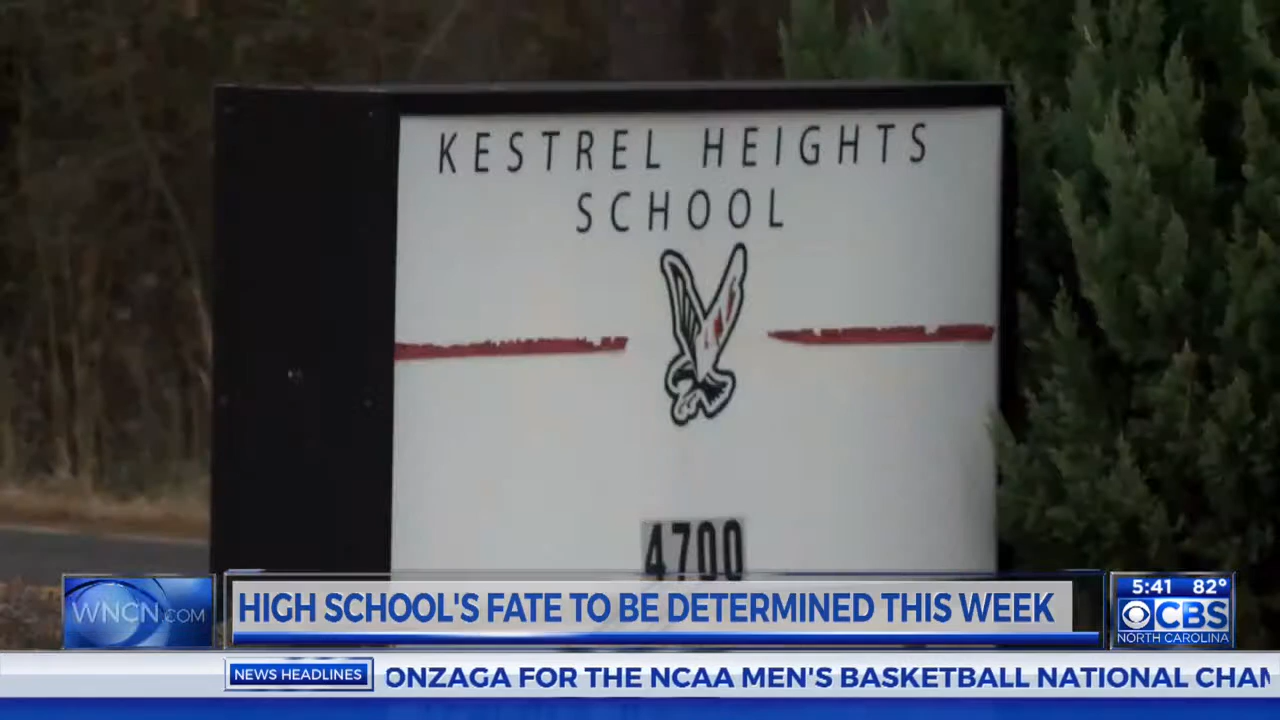 KESTREL HEIGHTS
SCHOOL
4700
WNCN.COM
HIGH SCHOOL'S FATE TO BE DETERMINED THIS WEEK
5:41 82°
CBS
NORTH CAROLINA
NEWS HEADLINES
ONZAGA FOR THE NCAA MEN'S BASKETBALL NATIONAL CHAM